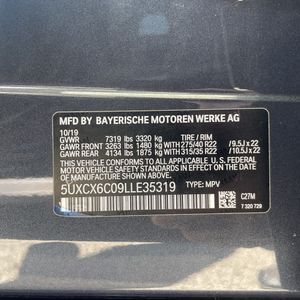 MFD BY BAYERISCHE MOTOREN WERKE AG
10/19
GVWR 7319 lbs 3320 kg TIRE / RIM
GAWR FRONT 3263 lbs 1480 kg with 275/40 R22 /9.5J x 22
GAWR REAR 4134 lbs 1875 kg with 315/35 R22 /10.5J x 22
THIS VEHICLE CONFORMS TO ALL APPLICABLE U.S. FEDERAL
MOTOR VEHICLE SAFETY STANDARDS IN EFFECT ON THE DATE OF
MANUFACTURE SHOWN ABOVE.
5UXCX6C09LLE35319 TYPE: MPV C27M
7 320 729